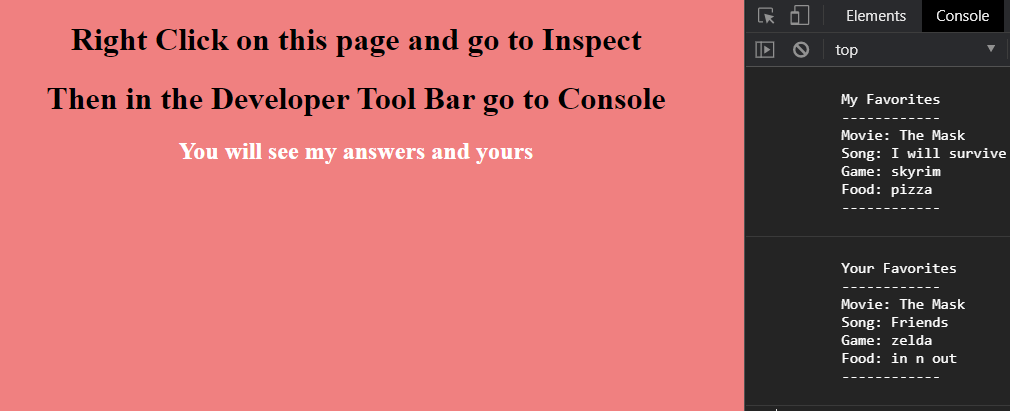 Right Click on this page and go to Inspect
Then in the Developer Tool Bar go to Console
You will see my answers and yours
Elements Console
top
My Favorites
------------
Movie: The Mask
Song: I will survive
Game: skyrim
Food: pizza
------------
Your Favorites
------------
Movie: The Mask
Song: Friends
Game: zelda
Food: in n out
------------